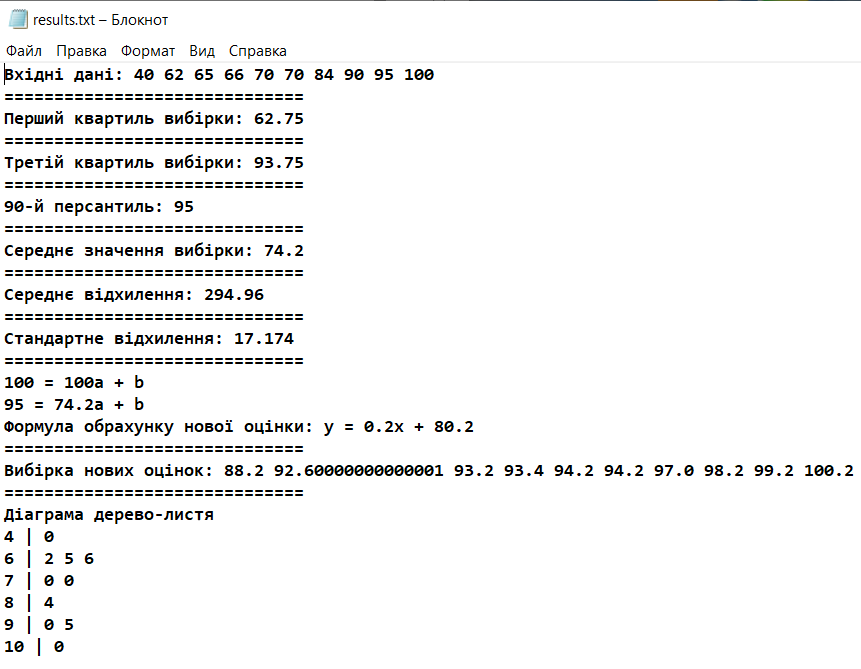 results.txt – Блокнот
Файл Правка Формат Вид Справка
Вхідні дані: 40 62 65 66 70 70 84 90 95 100
==============================
Перший квартиль вибірки: 62.75
==============================
Третій квартиль вибірки: 93.75
==============================
90-й персантиль: 95
==============================
Середнє значення вибірки: 74.2
==============================
Середнє відхилення: 294.96
==============================
Стандартне відхилення: 17.174
==============================
100 = 100a + b
95 = 74.2a + b
Формула обрахунку нової оцінки: y = 0.2x + 80.2
==============================
Вибірка нових оцінок: 88.2 92.60000000000001 93.2 93.4 94.2 94.2 97.0 98.2 99.2 100.2
==============================
Діаграма дерево-листя
4 | 0
6 | 2 5 6
7 | 0 0
8 | 4
9 | 0 5
10 | 0